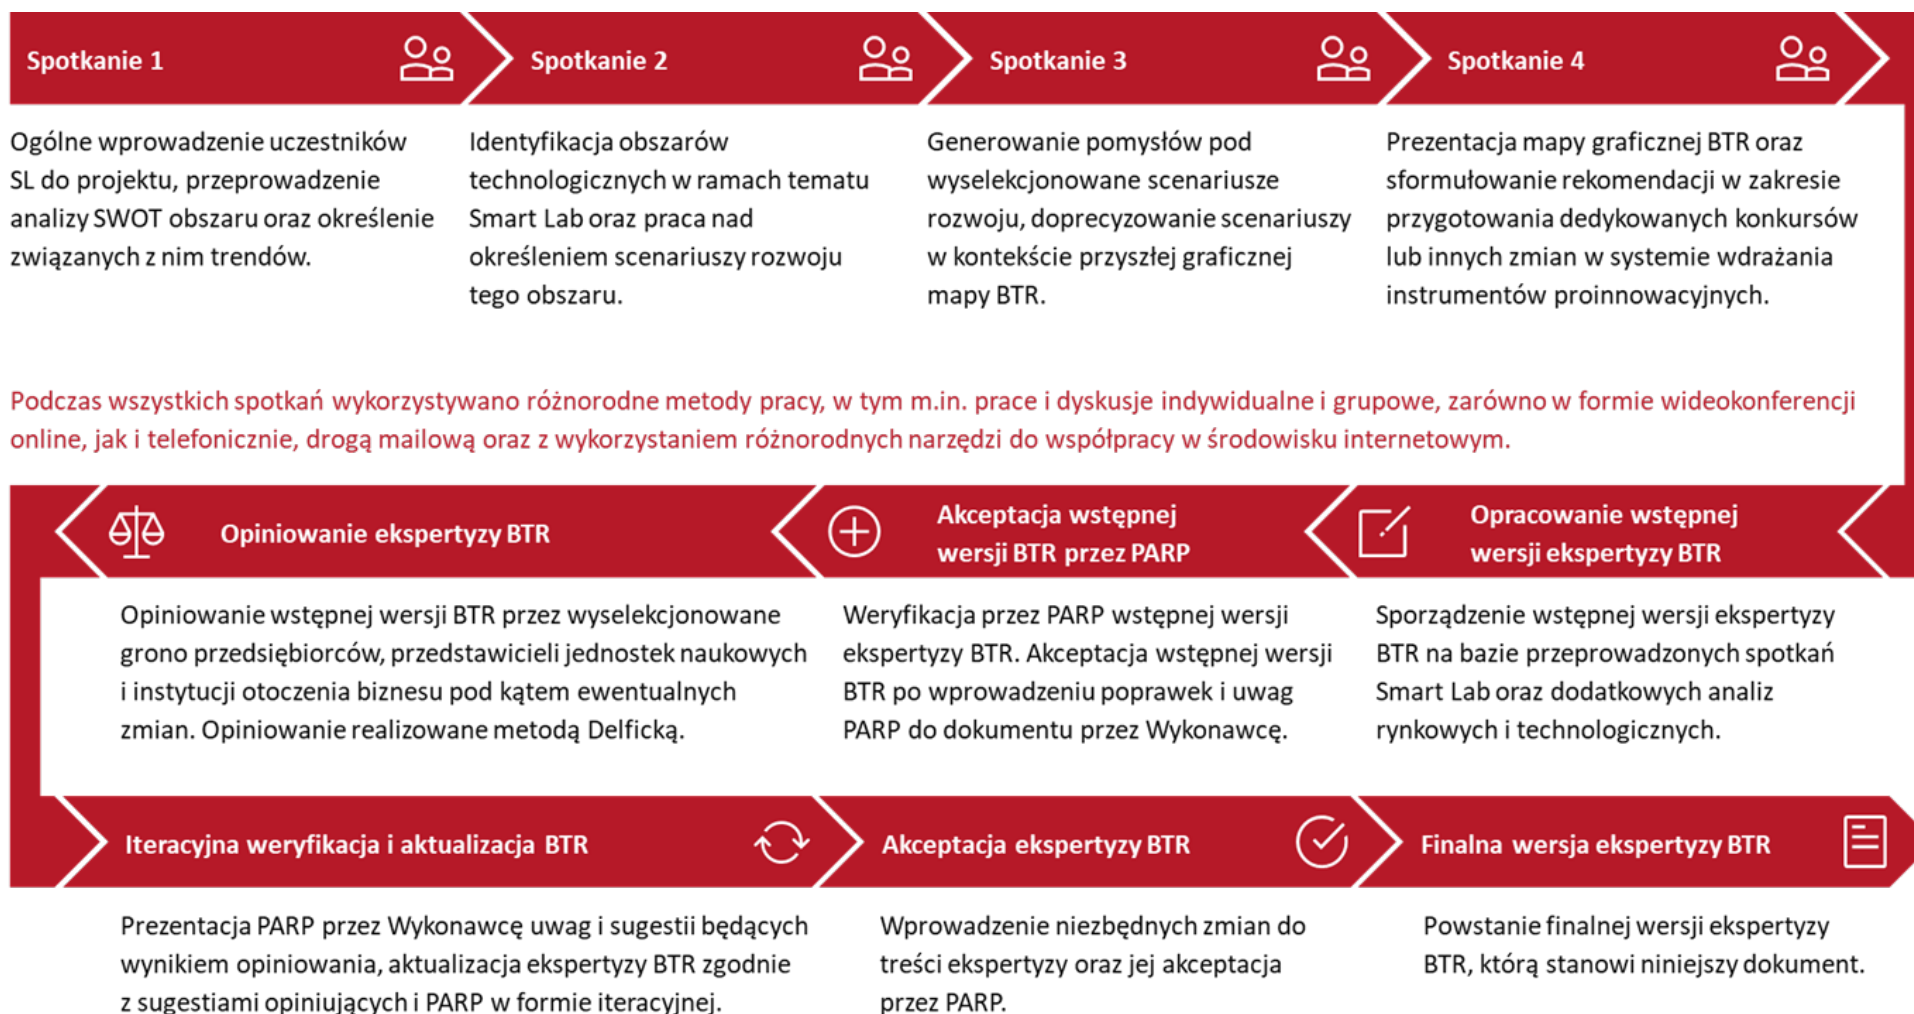 Spotkanie 1
Ogólne wprowadzenie uczestników
SL do projektu, przeprowadzenie
analizy SWOT obszaru oraz określenie
związanych z nim trendów.
Spotkanie 2
Identyfikacja obszarów
technologicznych w ramach tematu
Smart Lab oraz praca nad
określeniem scenariuszy rozwoju
tego obszaru.
Spotkanie 3
Generowanie pomysłów pod
wyselekcjonowane scenariusze
rozwoju, doprecyzowanie scenariuszy
w kontekście przyszłej graficznej
mapy BTR.
Spotkanie 4
Prezentacja mapy graficznej BTR oraz
sformułowanie rekomendacji w zakresie
przygotowania dedykowanych konkursów
lub innych zmian w systemie wdrażania
instrumentów proinnowacyjnych.
Podczas wszystkich spotkań wykorzystywano różnorodne metody pracy, w tym m.in. prace i dyskusje indywidualne i grupowe, zarówno w formie wideokonferencji
online, jak i telefonicznie, drogą mailową oraz z wykorzystaniem różnorodnych narzędzi do współpracy w środowisku internetowym.
Opracowanie wstępnej
wersji ekspertyzy BTR
Sporządzenie wstępnej wersji ekspertyzy
BTR na bazie przeprowadzonych spotkań
Smart Lab oraz dodatkowych analiz
rynkowych i technologicznych.
Akceptacja wstępnej
wersji BTR przez PARP
Weryfikacja przez PARP wstępnej wersji
ekspertyzy BTR. Akceptacja wstępnej wersji
BTR po wprowadzeniu poprawek i uwag
PARP do dokumentu przez Wykonawcę.
Opiniowanie ekspertyzy BTR
Opiniowanie wstępnej wersji BTR przez wyselekcjonowane
grono przedsiębiorców, przedstawicieli jednostek naukowych
i instytucji otoczenia biznesu pod kątem ewentualnych
zmian. Opiniowanie realizowane metodą Delficką.
Iteracyjna weryfikacja i aktualizacja BTR
Prezentacja PARP przez Wykonawcę uwag i sugestii będących
wynikiem opiniowania, aktualizacja ekspertyzy BTR zgodnie
z sugestiami opiniujących i PARP w formie iteracyjnej.
Akceptacja ekspertyzy BTR
Wprowadzenie niezbędnych zmian do
treści ekspertyzy oraz jej akceptacja
przez PARP.
Finalna wersja ekspertyzy BTR
Powstanie finalnej wersji ekspertyzy
BTR, którą stanowi niniejszy dokument.